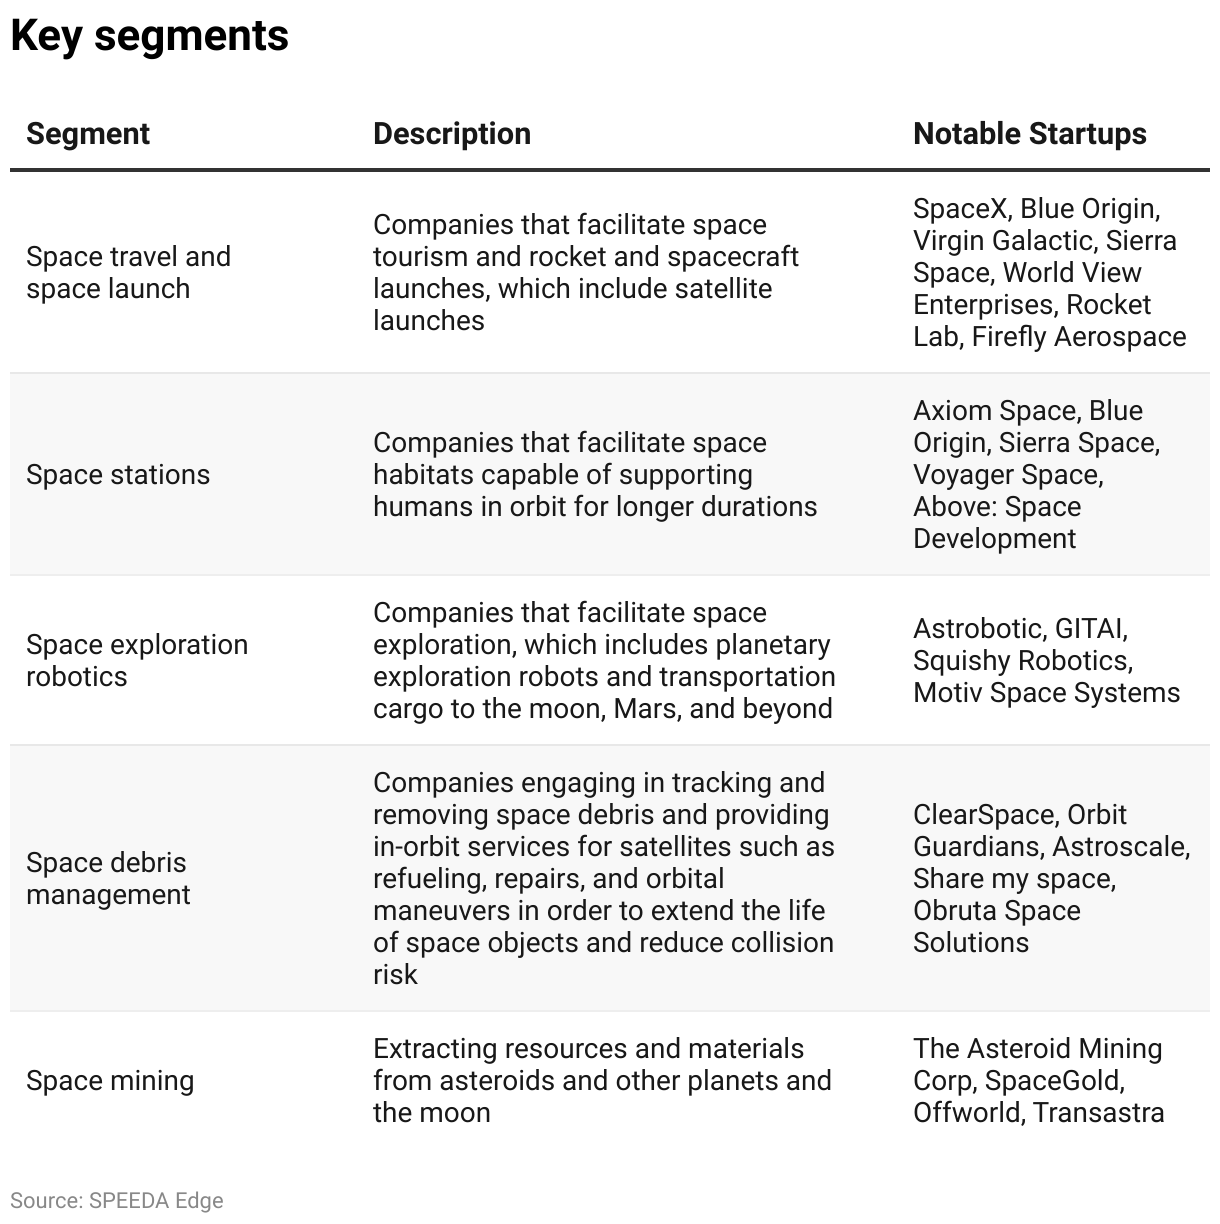 Key segments
Segment
Description
Notable Startups
Space travel and
space launch
Companies that facilitate space
tourism and rocket and spacecraft
launches, which include satellite
launches
SpaceX, Blue Origin,
Virgin Galactic, Sierra
Space, World View
Enterprises, Rocket
Lab, Firefly Aerospace
Space stations
Companies that facilitate space
habitats capable of supporting
humans in orbit for longer durations
Axiom Space, Blue
Origin, Sierra Space,
Voyager Space,
Above: Space
Development
Space exploration
robotics
Companies that facilitate space
exploration, which includes planetary
exploration robots and transportation
cargo to the moon, Mars, and beyond
Astrobotic, GITAI,
Squishy Robotics,
Motiv Space Systems
Space debris
management
Companies engaging in tracking and
removing space debris and providing
in-orbit services for satellites such as
refueling, repairs, and orbital
maneuvers in order to extend the life
of space objects and reduce collision
risk
ClearSpace, Orbit
Guardians, Astroscale,
Share my space,
Obruta Space
Solutions
Space mining
Extracting resources and materials
from asteroids and other planets and
the moon
The Asteroid Mining
Corp, SpaceGold,
Offworld, Transastra
Source: SPEEDA Edge